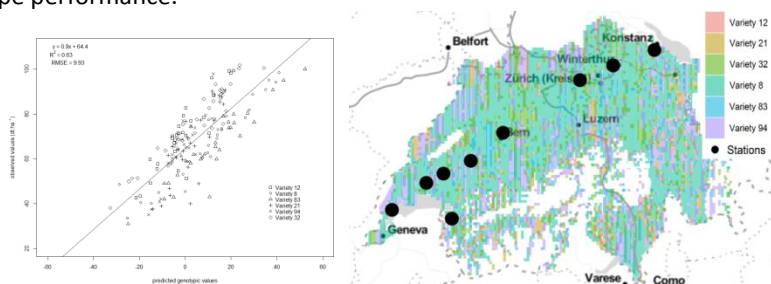 pe performance.
y = 0.9x + 64.4
R² = 0.63
RMSE = 9.93
observed values (dt ha⁻¹)
100
80
60
40
20
Variety 12
Variety 8
Variety 83
Variety 21
Variety 94
Variety 32
-60
-40
-20
0
20
40
60
predicted genotypic values
Belfort
Konstanz
Winterthur
Zürich (Kreis
Luzern
Bern
Geneva
Varese
Como
Variety 12
Variety 21
Variety 32
Variety 8
Variety 83
Variety 94
Stations